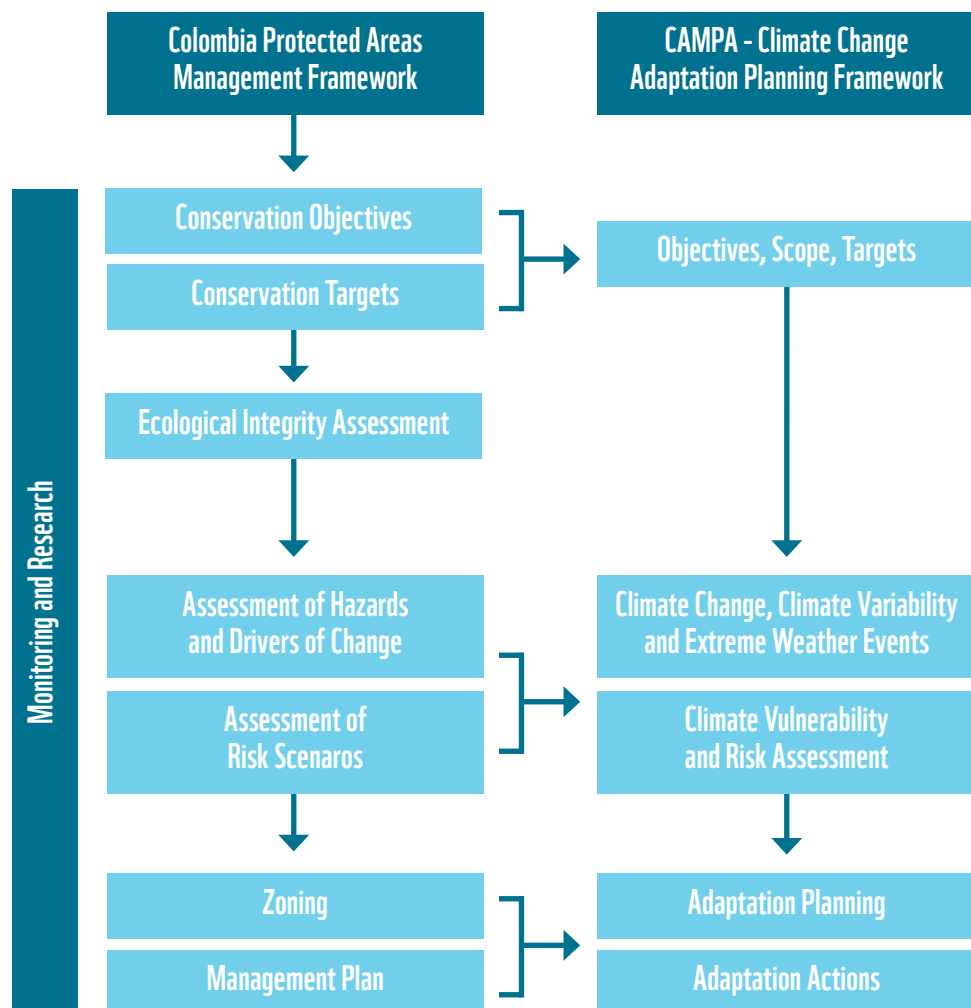 Colombia Protected Areas
Management Framework
CAMPA - Climate Change
Adaptation Planning Framework
Monitoring and Research
Conservation Objectives
Conservation Targets
Objectives, Scope, Targets
Ecological Integrity Assessment
Assessment of Hazards
and Drivers of Change
Climate Change, Climate Variability
and Extreme Weather Events
Assessment of
Risk Scenaros
Climate Vulnerability
and Risk Assessment
Zoning
Adaptation Planning
Management Plan
Adaptation Actions